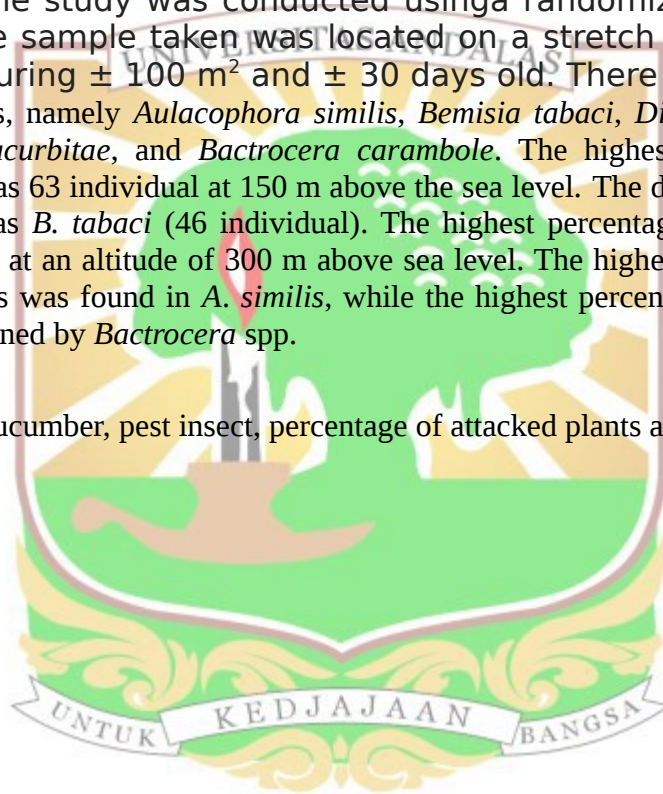 he study was conducted usinga randomiz
e sample taken was located on a stretch
uring ± 100 m² and ± 30 days old. There
s, namely Aulacophora similis, Bemisia tabaci, Di
ucurbitae, and Bactrocera carambole. The highes
as 63 individual at 150 m above the sea level. The d
as B. tabaci (46 individual). The highest percentag
at an altitude of 300 m above sea level. The highe
s was found in A. similis, while the highest percen
ned by Bactrocera spp.
ucumber, pest insect, percentage of attacked plants a
UNIVERSITAS ANDALAS
UNTUK KEDJAJAAN BANGSA